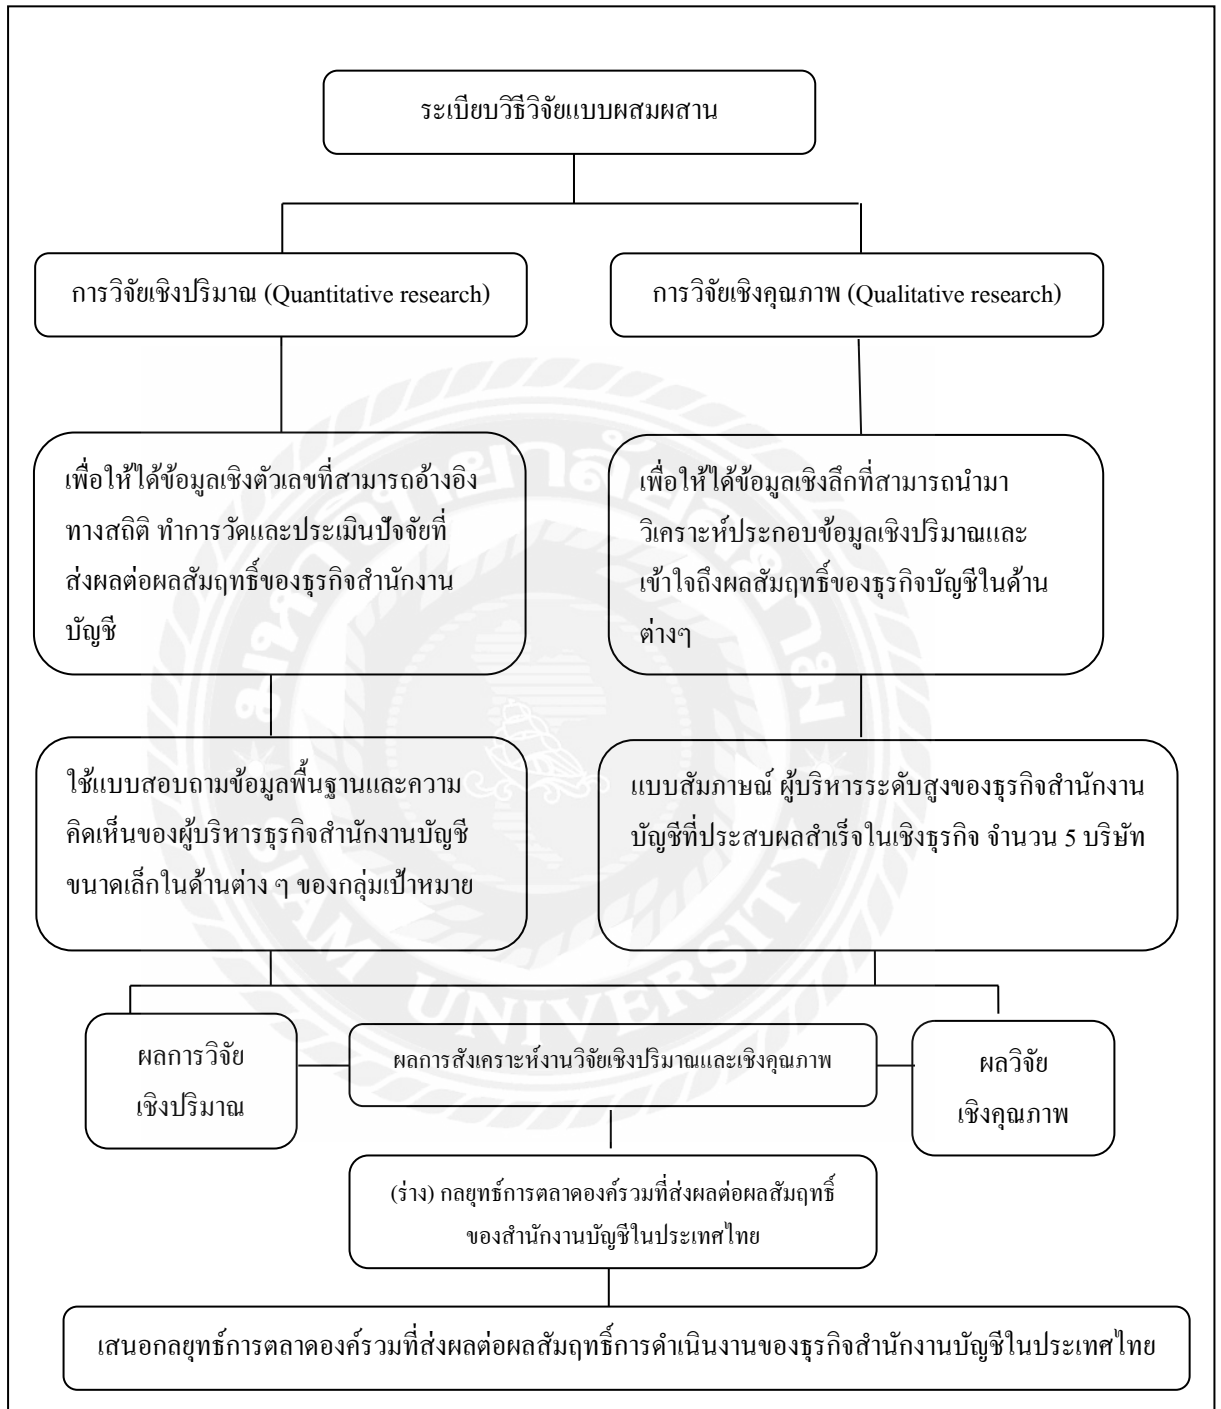 ระเบียบวิธีวิจัยแบบผสมผสาน
การวิจัยเชิงปริมาณ (Quantitative research)
การวิจัยเชิงคุณภาพ (Qualitative research)
เพื่อให้ได้ข้อมูลเชิงตัวเลขที่สามารถอ้างอิง
ทางสถิติ ทำการวัดและประเมินปัจจัยที่
ส่งผลต่อผลสัมฤทธิ์ของธุรกิจสำนักงาน
บัญชี
เพื่อให้ได้ข้อมูลเชิงลึกที่สามารถนำมา
วิเคราะห์ประกอบข้อมูลเชิงปริมาณและ
เข้าใจถึงผลสัมฤทธิ์ของธุรกิจบัญชีในด้าน
ต่างๆ
ใช้แบบสอบถามข้อมูลพื้นฐานและความ
คิดเห็นของผู้บริหารธุรกิจสำนักงานบัญชี
ขนาดเล็กในด้านต่าง ๆ ของกลุ่มเป้าหมาย
แบบสัมภาษณ์ ผู้บริหารระดับสูงของธุรกิจสำนักงาน
บัญชีที่ประสบผลสำเร็จในเชิงธุรกิจ จำนวน 5 บริษัท
ผลการวิจัย
เชิงปริมาณ
ผลการสังเคราะห์งานวิจัยเชิงปริมาณและเชิงคุณภาพ
ผลวิจัย
เชิงคุณภาพ
(ร่าง) กลยุทธ์การตลาดองค์รวมที่ส่งผลต่อผลสัมฤทธิ์
ของสำนักงานบัญชีในประเทศไทย
เสนอกลยุทธ์การตลาดองค์รวมที่ส่งผลต่อผลสัมฤทธิ์การดำเนินงานของธุรกิจสำนักงานบัญชีในประเทศไทย
มหาวิทยาลัยสยาม
SIAM UNIVERSITY